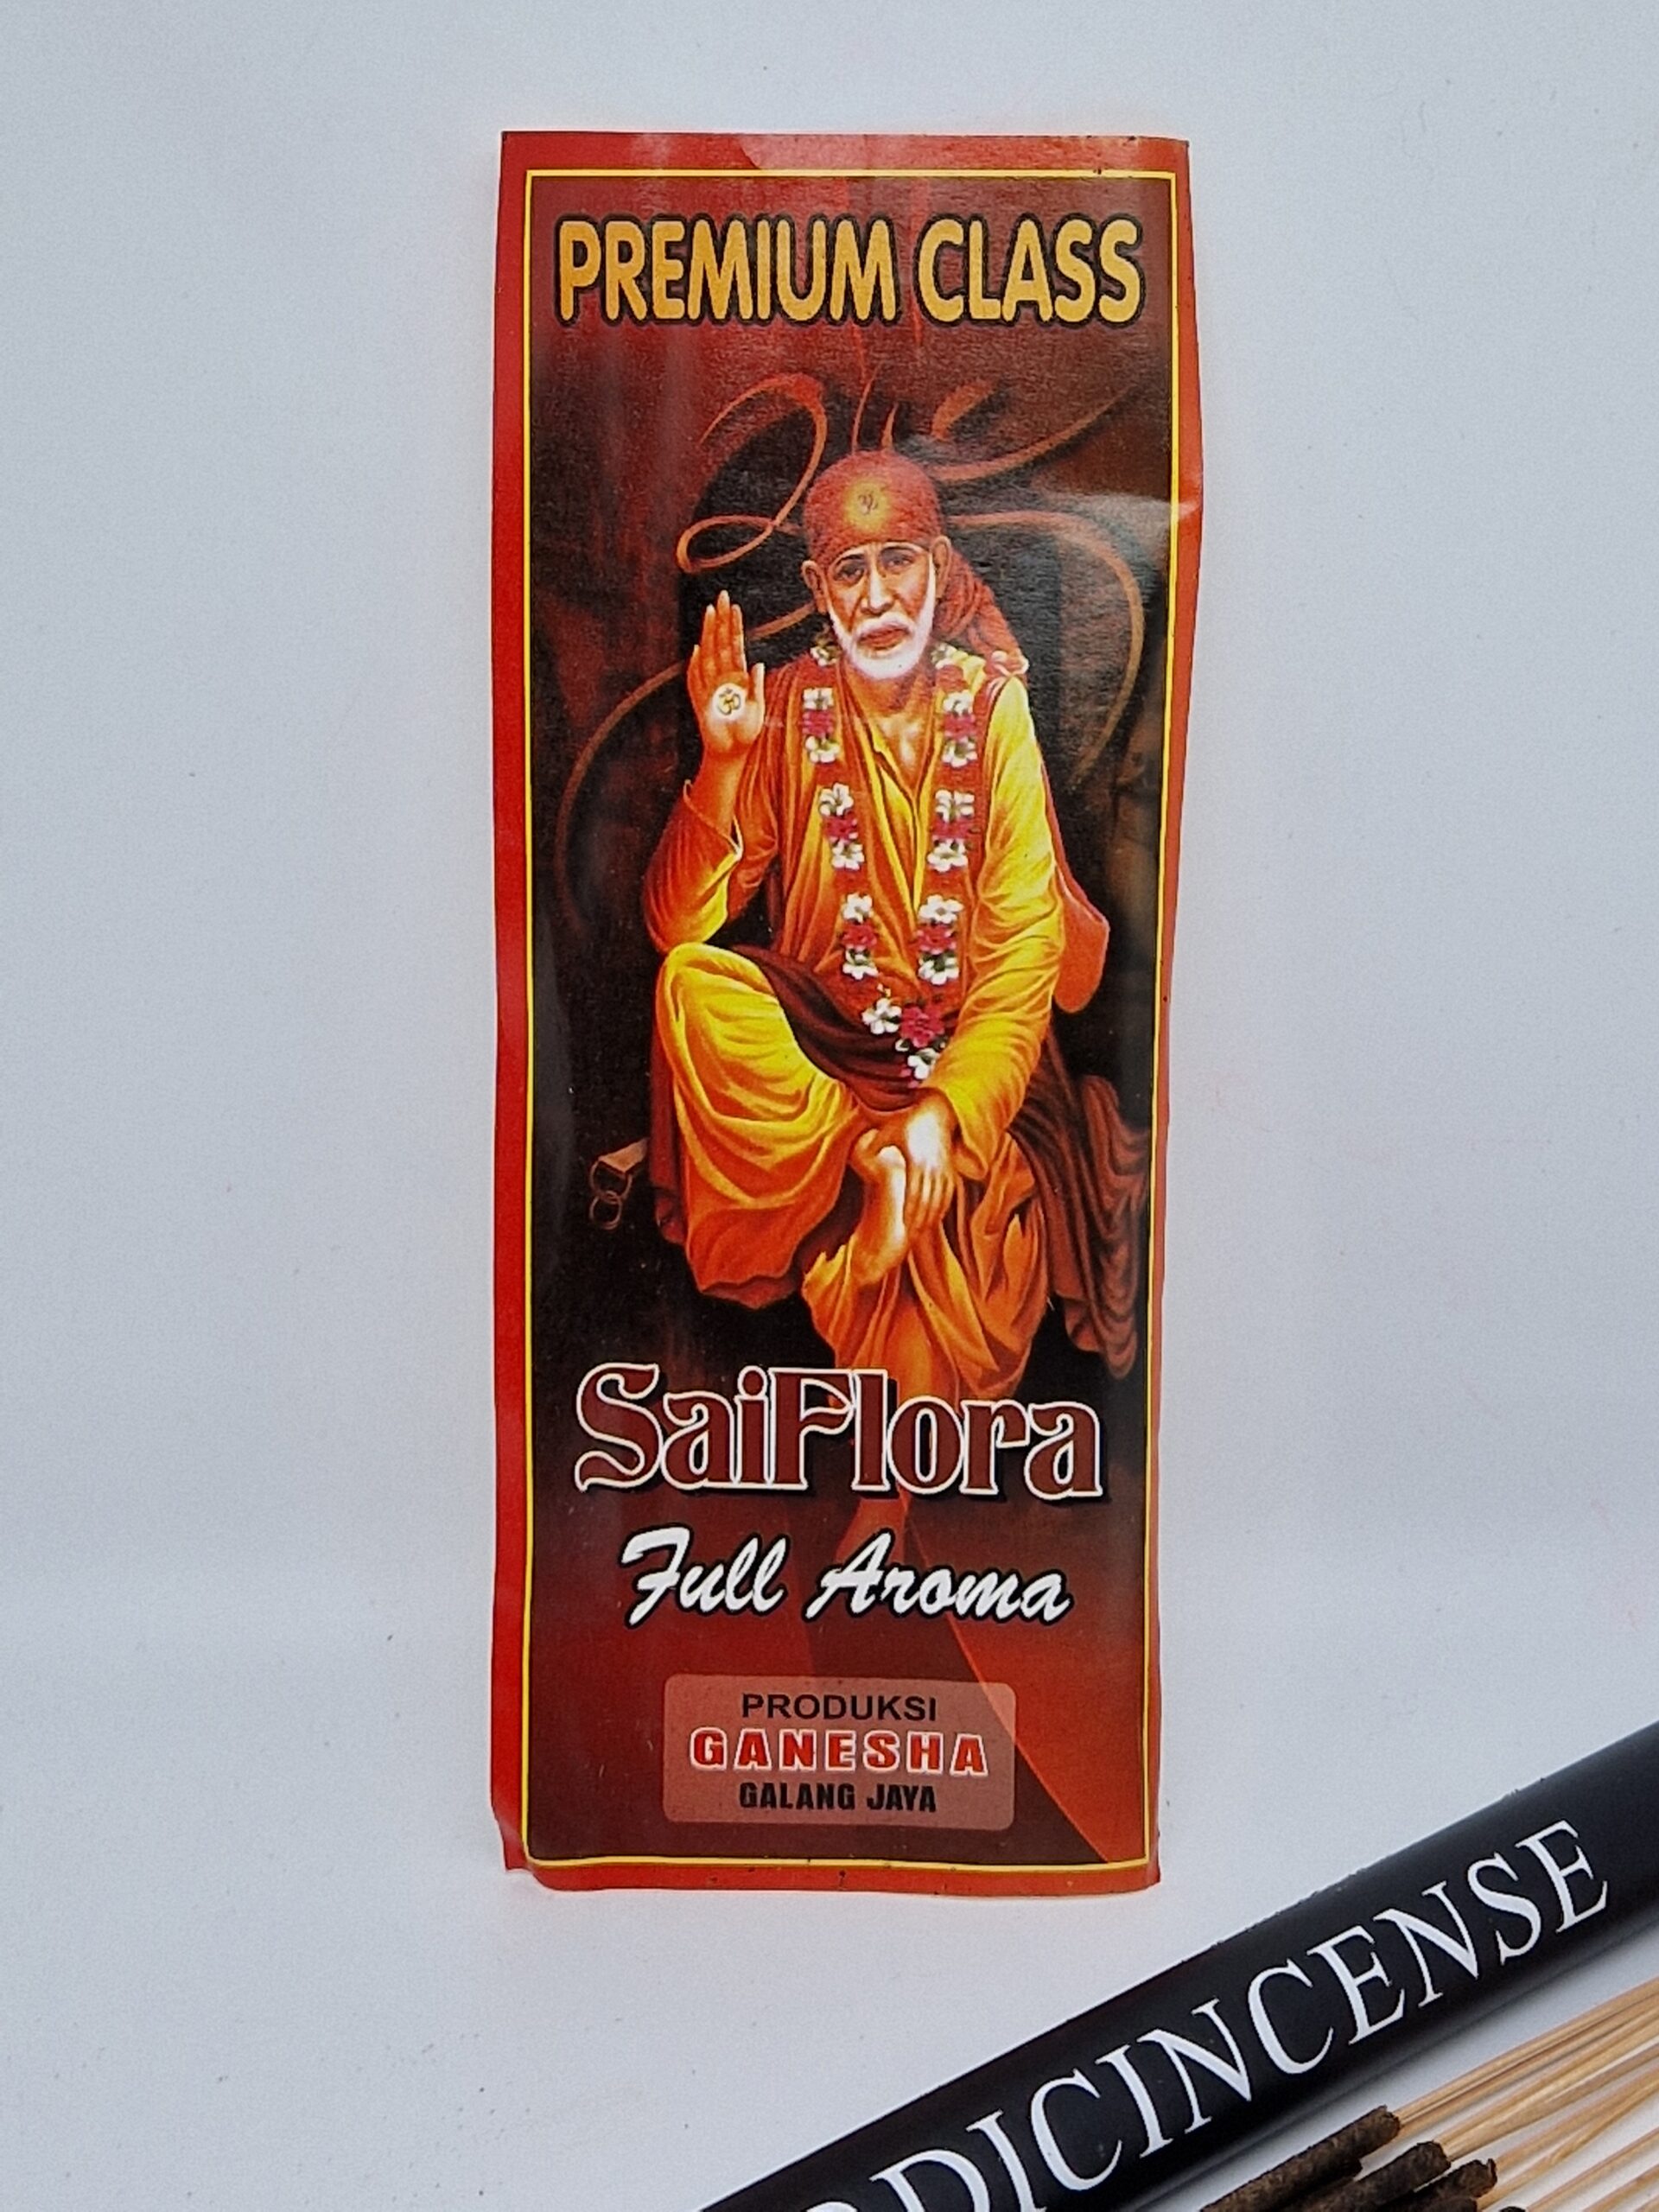 PREMIUM CLASS
ॐ
SaiFlora
Full Aroma
PRODUKSI
GANESHA
GALANG JAYA
DICINCENSE